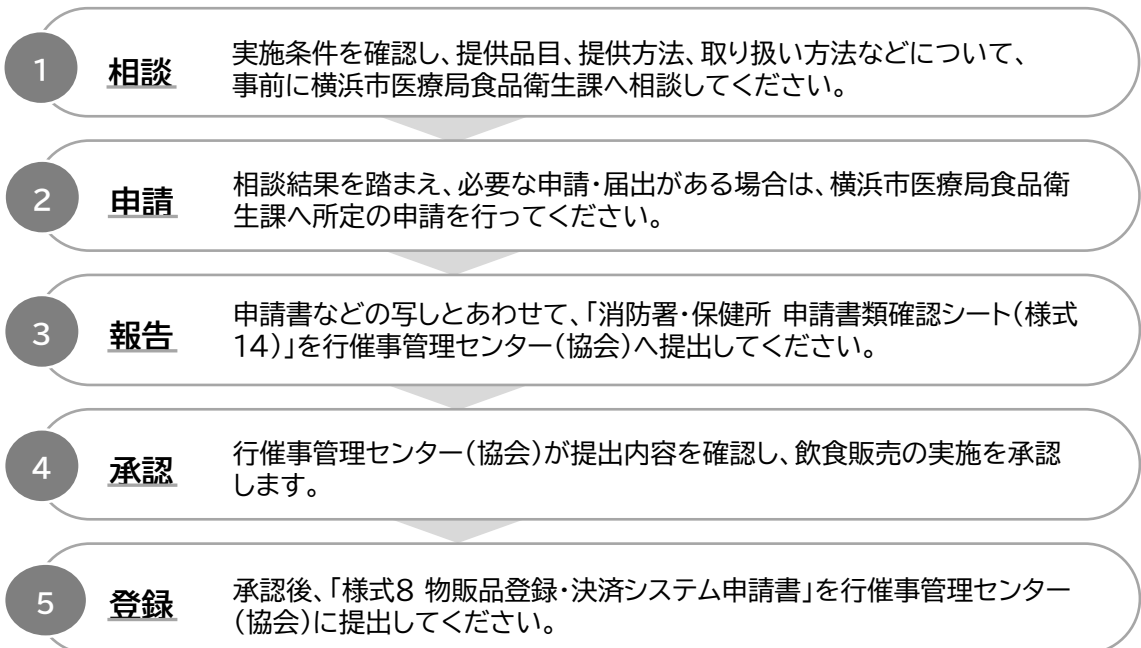 1
相談
実施条件を確認し、提供品目、提供方法、取り扱い方法などについて、
事前に横浜市医療局食品衛生課へ相談してください。
2
申請
相談結果を踏まえ、必要な申請・届出がある場合は、横浜市医療局食品衛
生課へ所定の申請を行ってください。
3
報告
申請書などの写しとあわせて、「消防署・保健所 申請書類確認シート（様式
14）」を行催事管理センター（協会）へ提出してください。
4
承認
行催事管理センター（協会）が提出内容を確認し、飲食販売の実施を承認
します。
5
登録
承認後、「様式8 物販品登録・決済システム申請書」を行催事管理センター
（協会）に提出してください。